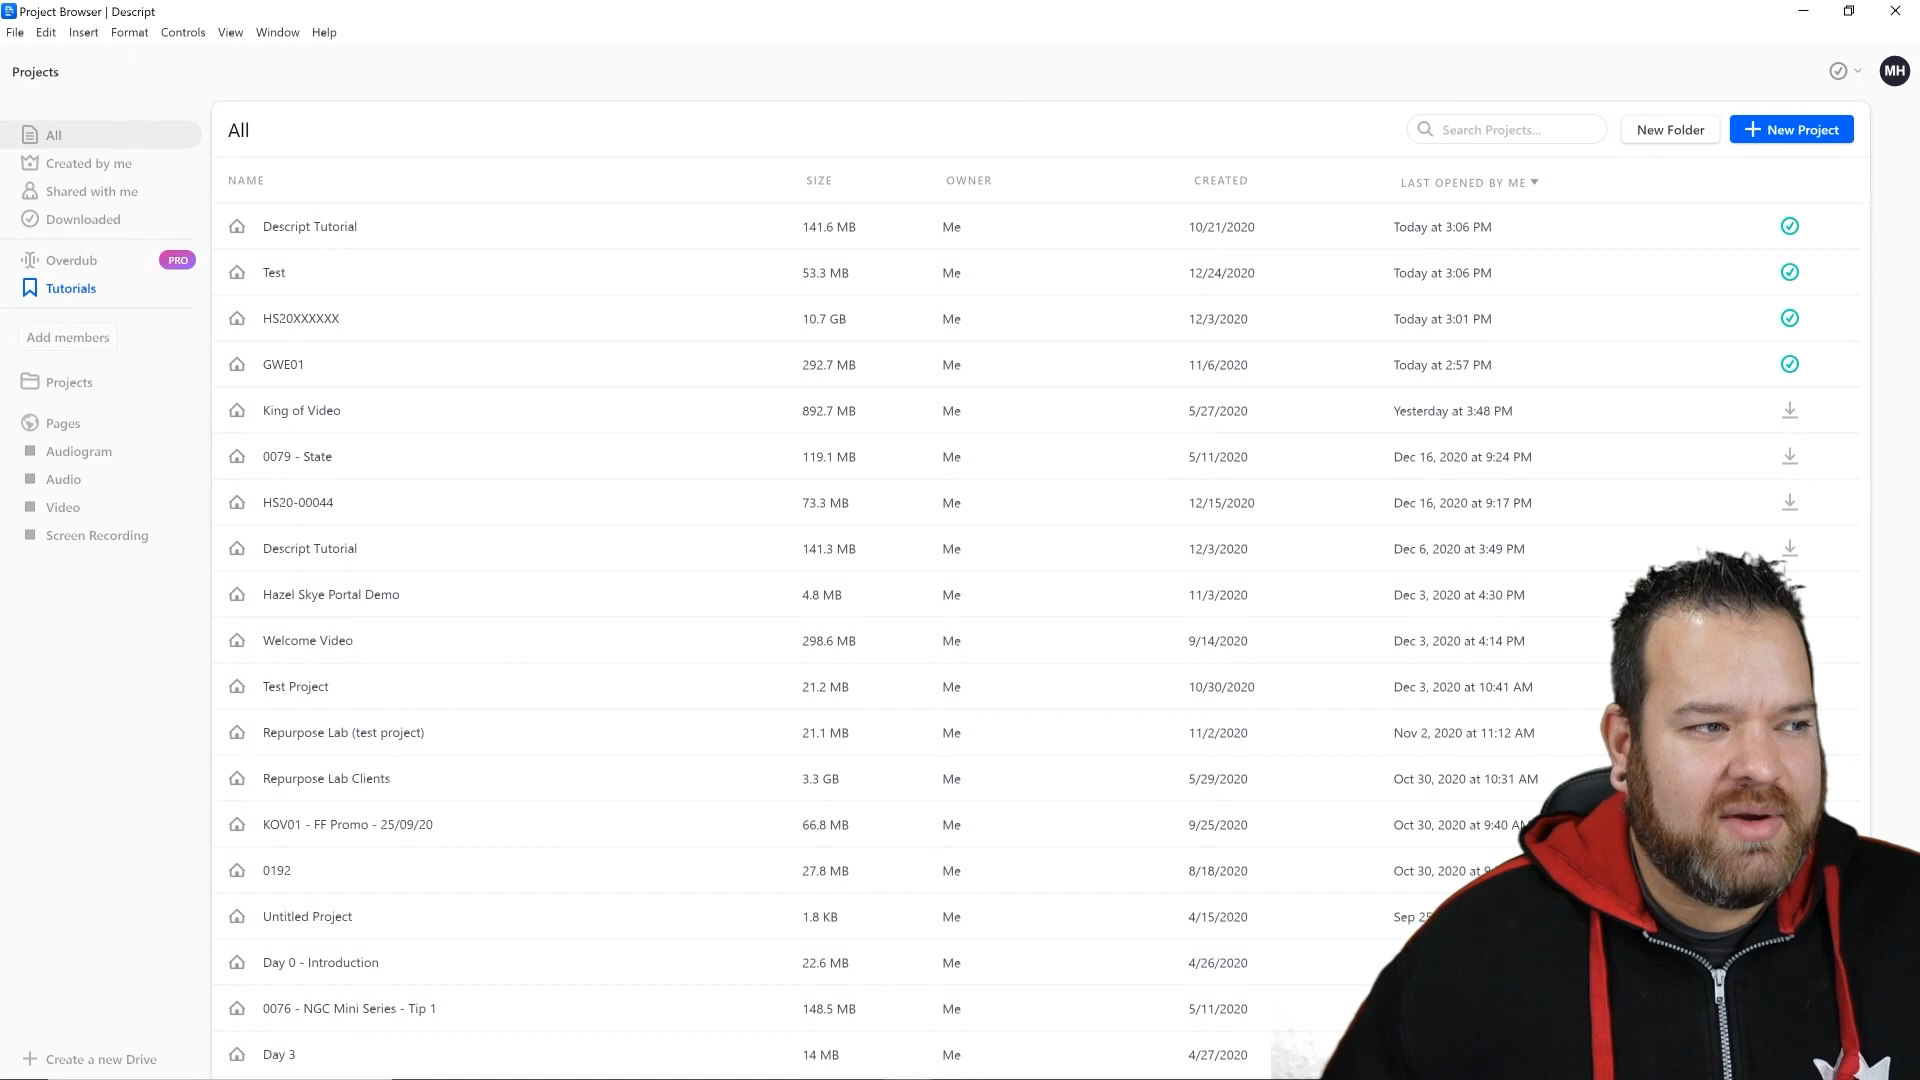 Project Browser | Descript
File Edit Insert Format Controls View Window Help
Projects
MH
All
Created by me
Shared with me
Downloaded
Overdub PRO
Tutorials
Add members
Projects
Pages
Audiogram
Audio
Video
Screen Recording
Create a new Drive
All
Search Projects...
New Folder
New Project
NAME SIZE OWNER CREATED LAST OPENED BY ME
Descript Tutorial 141.6 MB Me 10/21/2020 Today at 3:06 PM
Test 53.3 MB Me 12/24/2020 Today at 3:06 PM
HS20XXXXXX 10.7 GB Me 12/3/2020 Today at 3:01 PM
GWE01 292.7 MB Me 11/6/2020 Today at 2:57 PM
King of Video 892.7 MB Me 5/27/2020 Yesterday at 3:48 PM
0079 - State 119.1 MB Me 5/11/2020 Dec 16, 2020 at 9:24 PM
HS20-00044 73.3 MB Me 12/15/2020 Dec 16, 2020 at 9:17 PM
Descript Tutorial 141.3 MB Me 12/3/2020 Dec 6, 2020 at 3:49 PM
Hazel Skye Portal Demo 4.8 MB Me 11/3/2020 Dec 3, 2020 at 4:30 PM
Welcome Video 298.6 MB Me 9/14/2020 Dec 3, 2020 at 4:14 PM
Test Project 21.2 MB Me 10/30/2020 Dec 3, 2020 at 10:41 AM
Repurpose Lab (test project) 21.1 MB Me 11/2/2020 Nov 2, 2020 at 11:12 AM
Repurpose Lab Clients 3.3 GB Me 5/29/2020 Oct 30, 2020 at 10:31 AM
KOV01 - FF Promo - 25/09/20 66.8 MB Me 9/25/2020 Oct 30, 2020 at 9:40 AM
0192 27.8 MB Me 8/18/2020 Oct 30, 2020 at
Untitled Project 1.8 KB Me 4/15/2020 Sep
Day 0 - Introduction 22.6 MB Me 4/26/2020
0076 - NGC Mini Series - Tip 1 148.5 MB Me 5/11/2020
Day 3 14 MB Me 4/27/2020